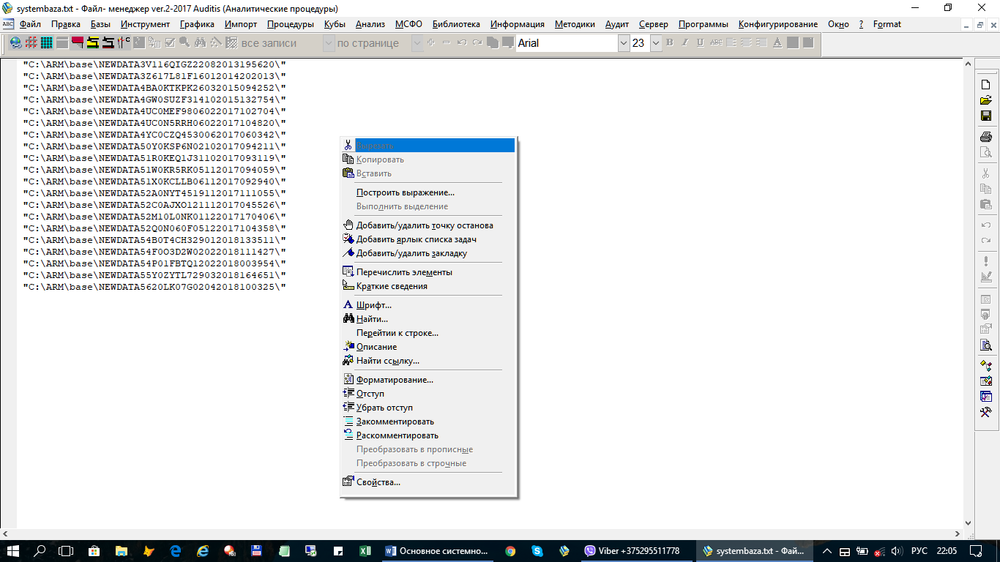 systembaza.txt - Файл- менеджер ver.2-2017 Auditis (Аналитические процедуры)
Файл Правка Базы Инструмент Графика Импорт Процедуры Кубы Анализ МСФО Библиотека Информация Методики Аудит Сервер Программы Конфигурирование Окно ? Format
все записи по странице Arial 23 B I U ABC A
"C:\ARM\base\NEWDATA3V116QIGZ22082013195620\"
"C:\ARM\base\NEWDATA3Z617L81F16012014202013\"
"C:\ARM\base\NEWDATA4BA0KTKPK26032015094252\"
"C:\ARM\base\NEWDATA4GW0SUZF314102015132754\"
"C:\ARM\base\NEWDATA4UC0MEF9806022017102704\"
"C:\ARM\base\NEWDATA4UC0N5RRH06022017104820\"
"C:\ARM\base\NEWDATA4YC0CZQ4530062017060342\"
"C:\ARM\base\NEWDATA50Y0KSP6N02102017094211\"
"C:\ARM\base\NEWDATA51R0KEQ1J31102017093119\"
"C:\ARM\base\NEWDATA51W0KR5RK05112017094059\"
"C:\ARM\base\NEWDATA51X0KCLLB06112017092940\"
"C:\ARM\base\NEWDATA52A0NYT4519112017111055\"
"C:\ARM\base\NEWDATA52C0AJXO121112017045526\"
"C:\ARM\base\NEWDATA52M10L0NK01122017170406\"
"C:\ARM\base\NEWDATA52Q0N060F05122017104358\"
"C:\ARM\base\NEWDATA54B0T4CH329012018133511\"
"C:\ARM\base\NEWDATA54F0O3D2W02022018111427\"
"C:\ARM\base\NEWDATA54P01FBTQ12022018003954\"
"C:\ARM\base\NEWDATA55Y0ZYTL729032018164651\"
"C:\ARM\base\NEWDATA5620LK07G02042018100325\"
Вырезать
Копировать
Вставить
Построить выражение...
Выполнить выделение
Добавить/удалить точку останова
Добавить ярлык списка задач
Добавить/удалить закладку
Перечислить элементы
Краткие сведения
Шрифт...
Найти...
Перейтии к строке...
Описание
Найти ссылку...
Форматирование...
Отступ
Убрать отступ
Закомментировать
Раскомментировать
Преобразовать в прописные
Преобразовать в строчные
Свойства...
Основное системно... Viber +375295511778 systembaza.txt - Фай... РУС 22:05